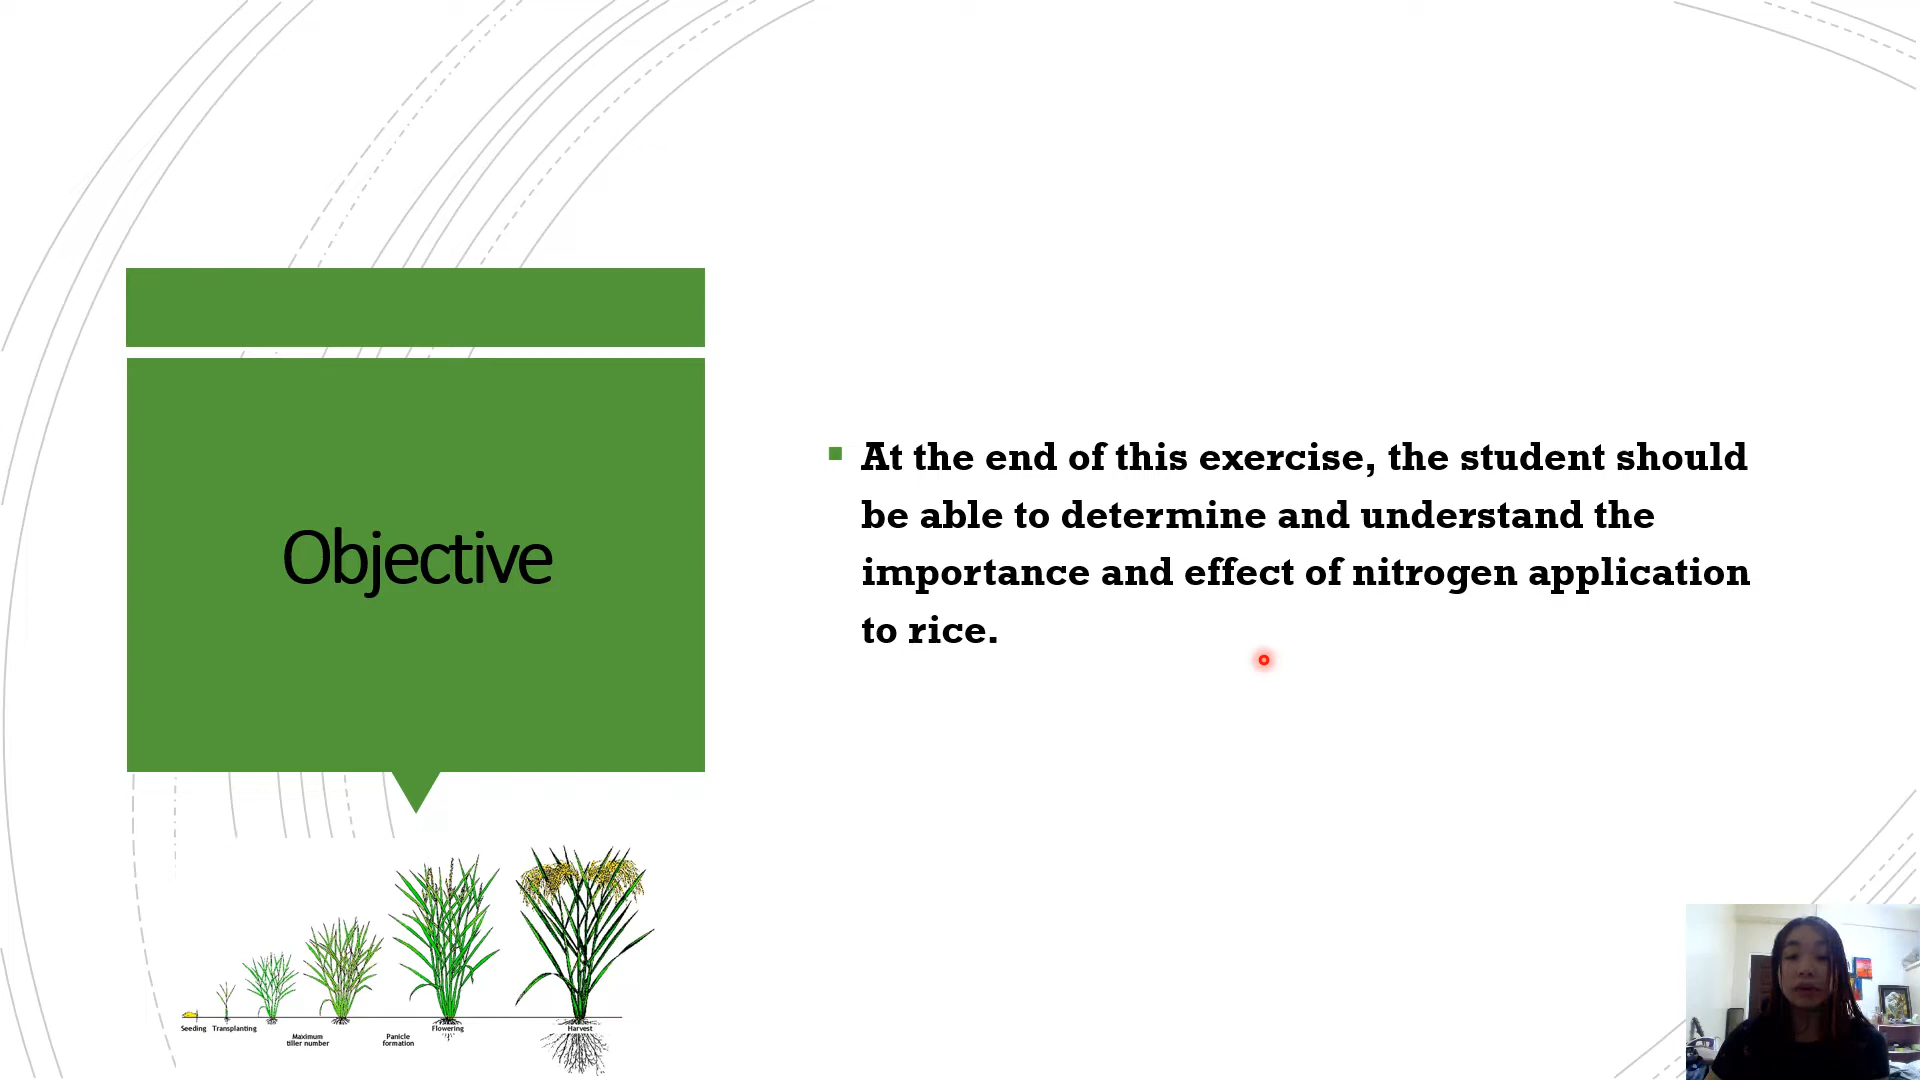 Objective
At the end of this exercise, the student should
be able to determine and understand the
importance and effect of nitrogen application
to rice.
Seeding
Transplanting
Maximum
tiller number
Panicle
formation
Flowering
Harvest